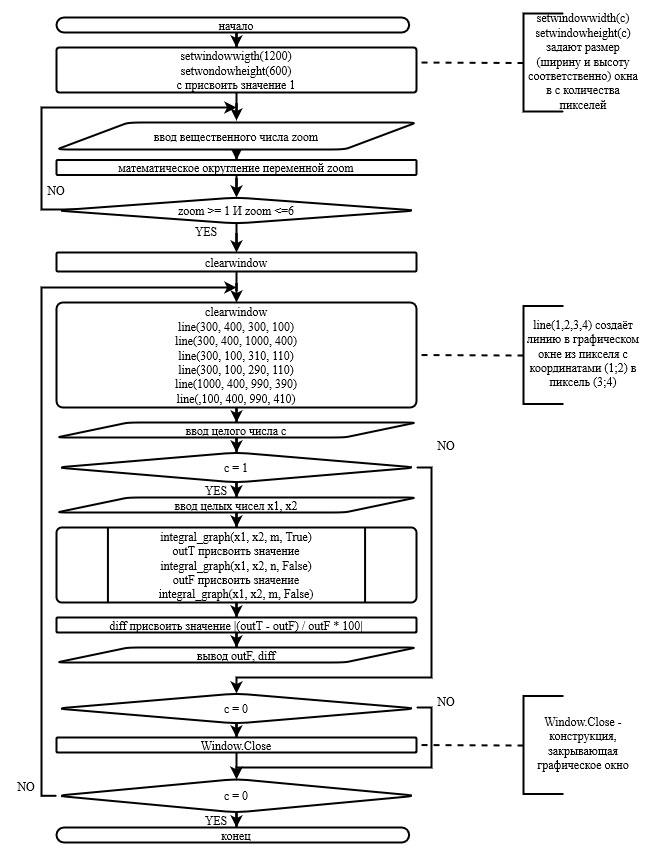 начало
setwindowwigth(1200)
setwondowheight(600)
с присвоить значение 1
setwindowwidth(c)
setwindowheight(c)
задают размер
(ширину и высоту
соответственно) окна
в с количества
пикселей
ввод вещественного числа zoom
математическое округление переменной zoom
NO
zoom >= 1 И zoom <=6
YES
clearwindow
clearwindow
line(300, 400, 300, 100)
line(300, 400, 1000, 400)
line(300, 100, 310, 110)
line(300, 100, 290, 110)
line(1000, 400, 990, 390)
line(,100, 400, 990, 410)
line(1,2,3,4) создаёт
линию в графическом
окне из пикселя с
координатами (1;2) в
пиксель (3;4)
ввод целого числа с
NO
c = 1
YES
ввод целых чисел x1, x2
integral_graph(x1, x2, m, True)
outT присвоить значение
integral_graph(x1, x2, n, False)
outF присвоить значение
integral_graph(x1, x2, m, False)
diff присвоить значение |(outT - outF) / outF * 100|
вывод outF, diff
NO
c = 0
Window.Close
Window.Close -
конструкция,
закрывающая
графическое окно
NO
c = 0
YES
конец